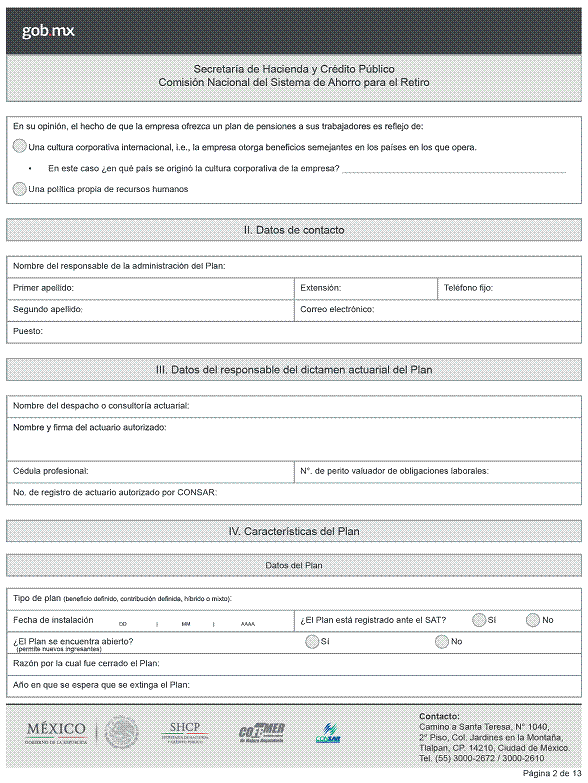 gob mx
Secretaría de Hacienda y Crédito Público
Comisión Nacional del Sistema de Ahorro para el Retiro
En su opinión, el hecho de que la empresa ofrezca un plan de pensiones a sus trabajadores es reflejo de:
Una cultura corporativa internacional, i.e., la empresa otorga beneficios semejantes en los países en los que opera.
• En este caso ¿en qué país se originó la cultura corporativa de la empresa?
Una política propia de recursos humanos
II. Datos de contacto
Nombre del responsable de la administración del Plan:
Primer apellido: Extensión: Teléfono fijo:
Segundo apellido: Correo electrónico:
Puesto:
III. Datos del responsable del dictamen actuarial del Plan
Nombre del despacho o consultoría actuarial:
Nombre y firma del actuario autorizado:
Cédula profesional: N°. de perito valuador de obligaciones laborales:
No. de registro de actuario autorizado por CONSAR:
IV. Características del Plan
Datos del Plan
Tipo de plan (beneficio definido, contribución definida, híbrido o mixto):
Fecha de instalación DD | MM | AAAA ¿El Plan está registrado ante el SAT? Sí No
¿El Plan se encuentra abierto? Sí No
(permite nuevos ingresantes)
Razón por la cual fue cerrado el Plan:
Año en que se espera que se extinga el Plan:
MÉXICO
GOBIERNO DE LA REPÚBLICA
SHCP
SECRETARÍA DE HACIENDA
Y CRÉDITO PÚBLICO
COFEMER
CONSAR
Contacto:
Camino a Santa Teresa, N° 1040,
2° Piso, Col. Jardines en la Montaña,
Tlalpan, CP. 14210, Ciudad de México.
Tel. (55) 3000-2672 / 3000-2610
Página 2 de 13